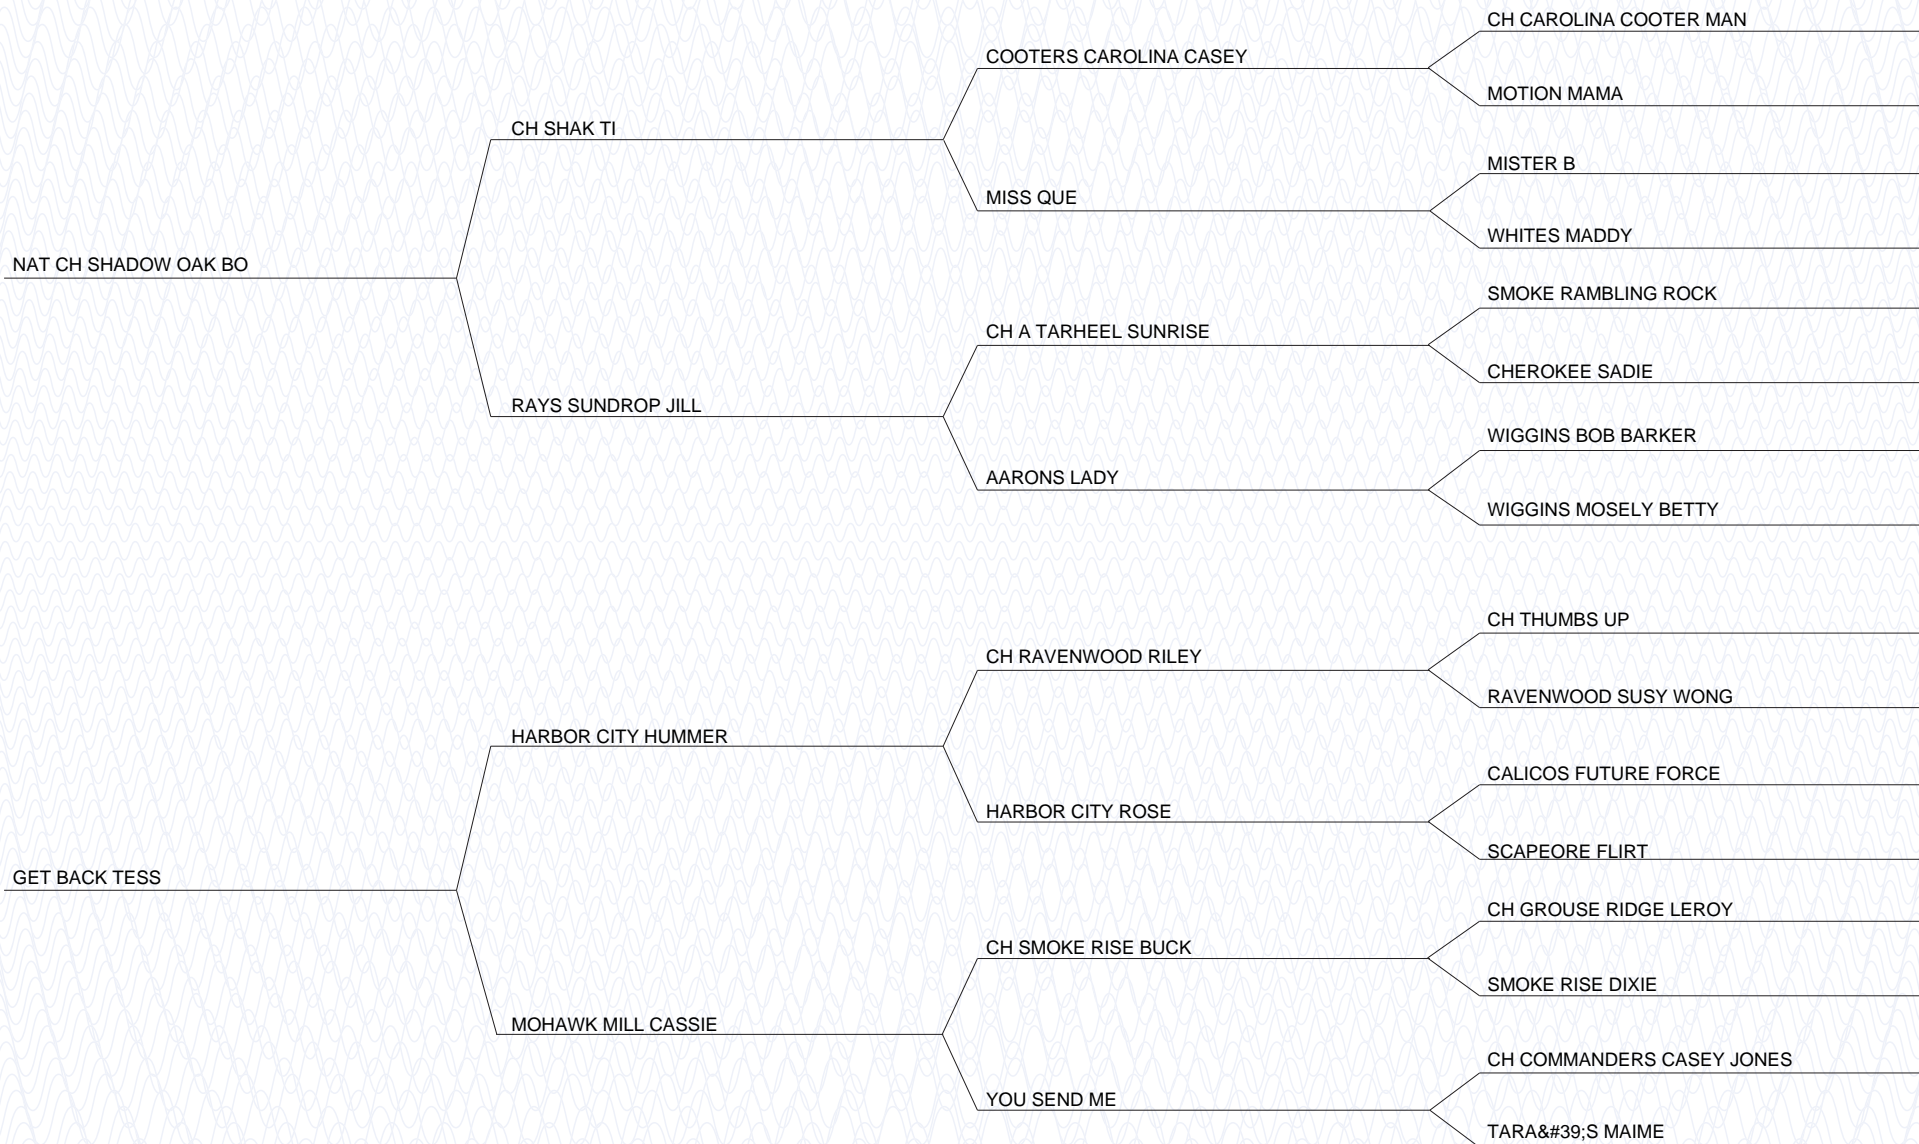 CH CAROLINA COOTER MAN
COOTERS CAROLINA CASEY
MOTION MAMA
CH SHAK TI
MISTER B
MISS QUE
WHITES MADDY
NAT CH SHADOW OAK BO
SMOKE RAMBLING ROCK
CH A TARHEEL SUNRISE
CHEROKEE SADIE
RAYS SUNDROP JILL
WIGGINS BOB BARKER
AARONS LADY
WIGGINS MOSELY BETTY
CH THUMBS UP
CH RAVENWOOD RILEY
RAVENWOOD SUSY WONG
HARBOR CITY HUMMER
CALICOS FUTURE FORCE
HARBOR CITY ROSE
SCAPEORE FLIRT
GET BACK TESS
CH GROUSE RIDGE LEROY
CH SMOKE RISE BUCK
SMOKE RISE DIXIE
MOHAWK MILL CASSIE
CH COMMANDERS CASEY JONES
YOU SEND ME
TARA&#39;S MAIME